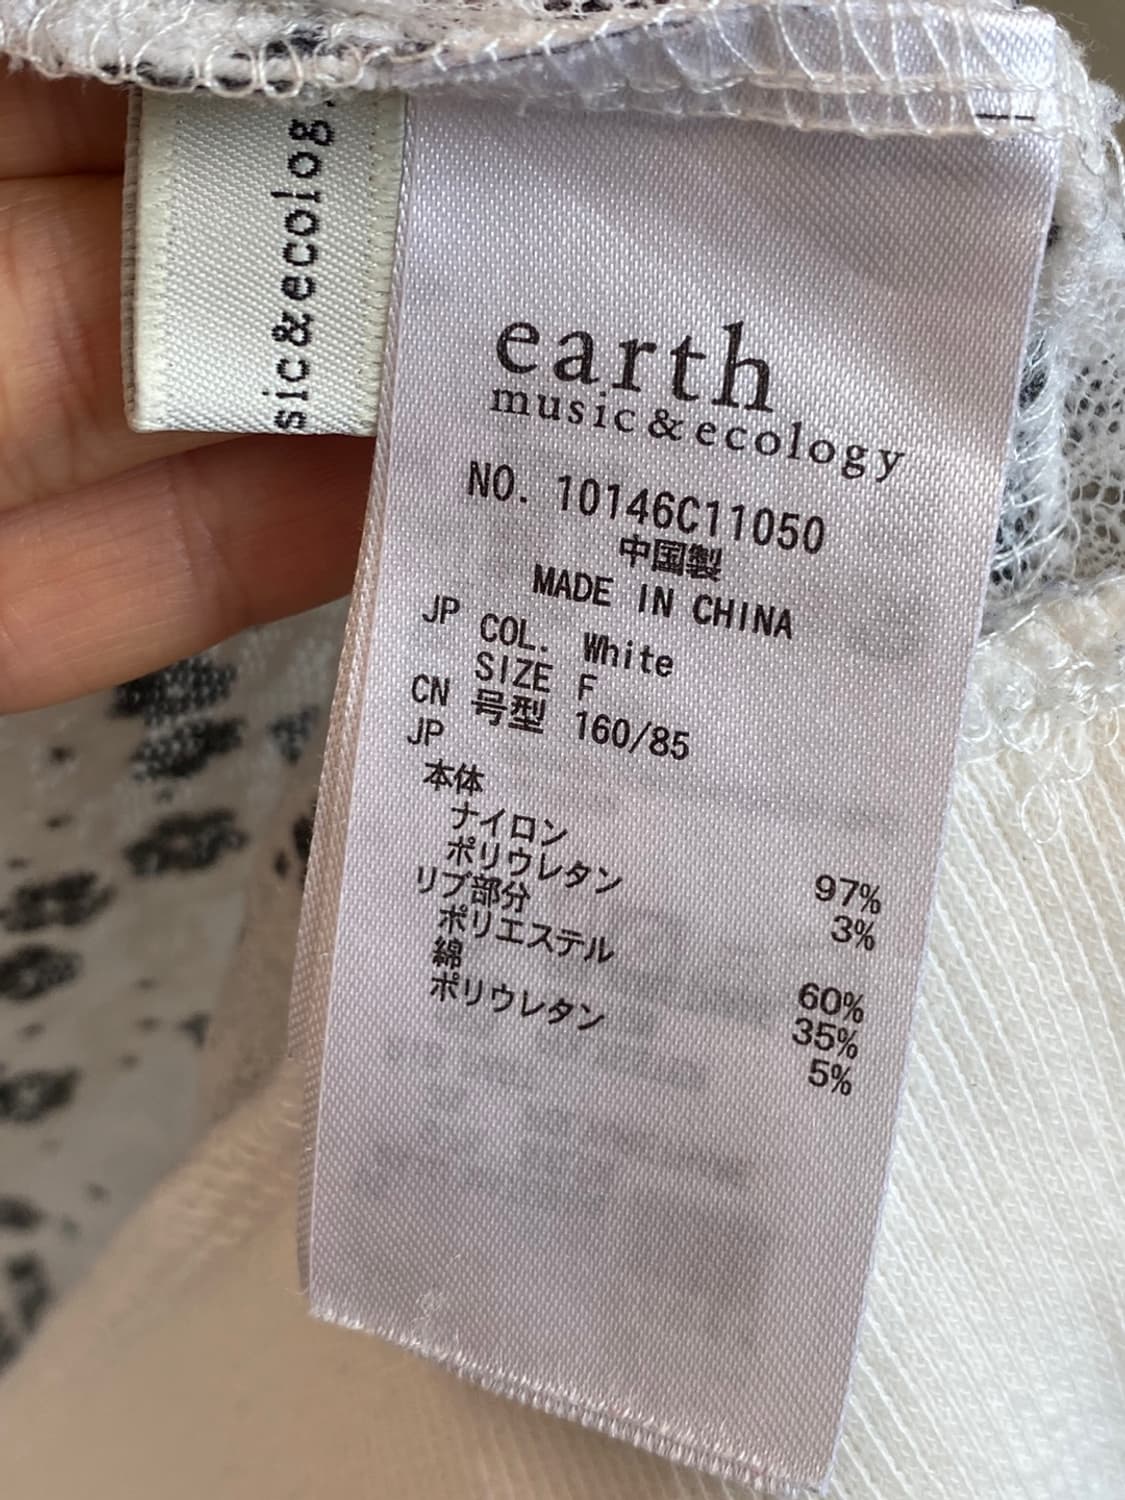 sic&ecolog
earth
music&ecology
NO. 10146C11050
中国製
MADE IN CHINA
JP COL. White
SIZE F
CN 号型 160/85
JP
本体
ナイロン 97%
ポリウレタン 3%
リブ部分
ポリエステル 60%
綿 35%
ポリウレタン 5%